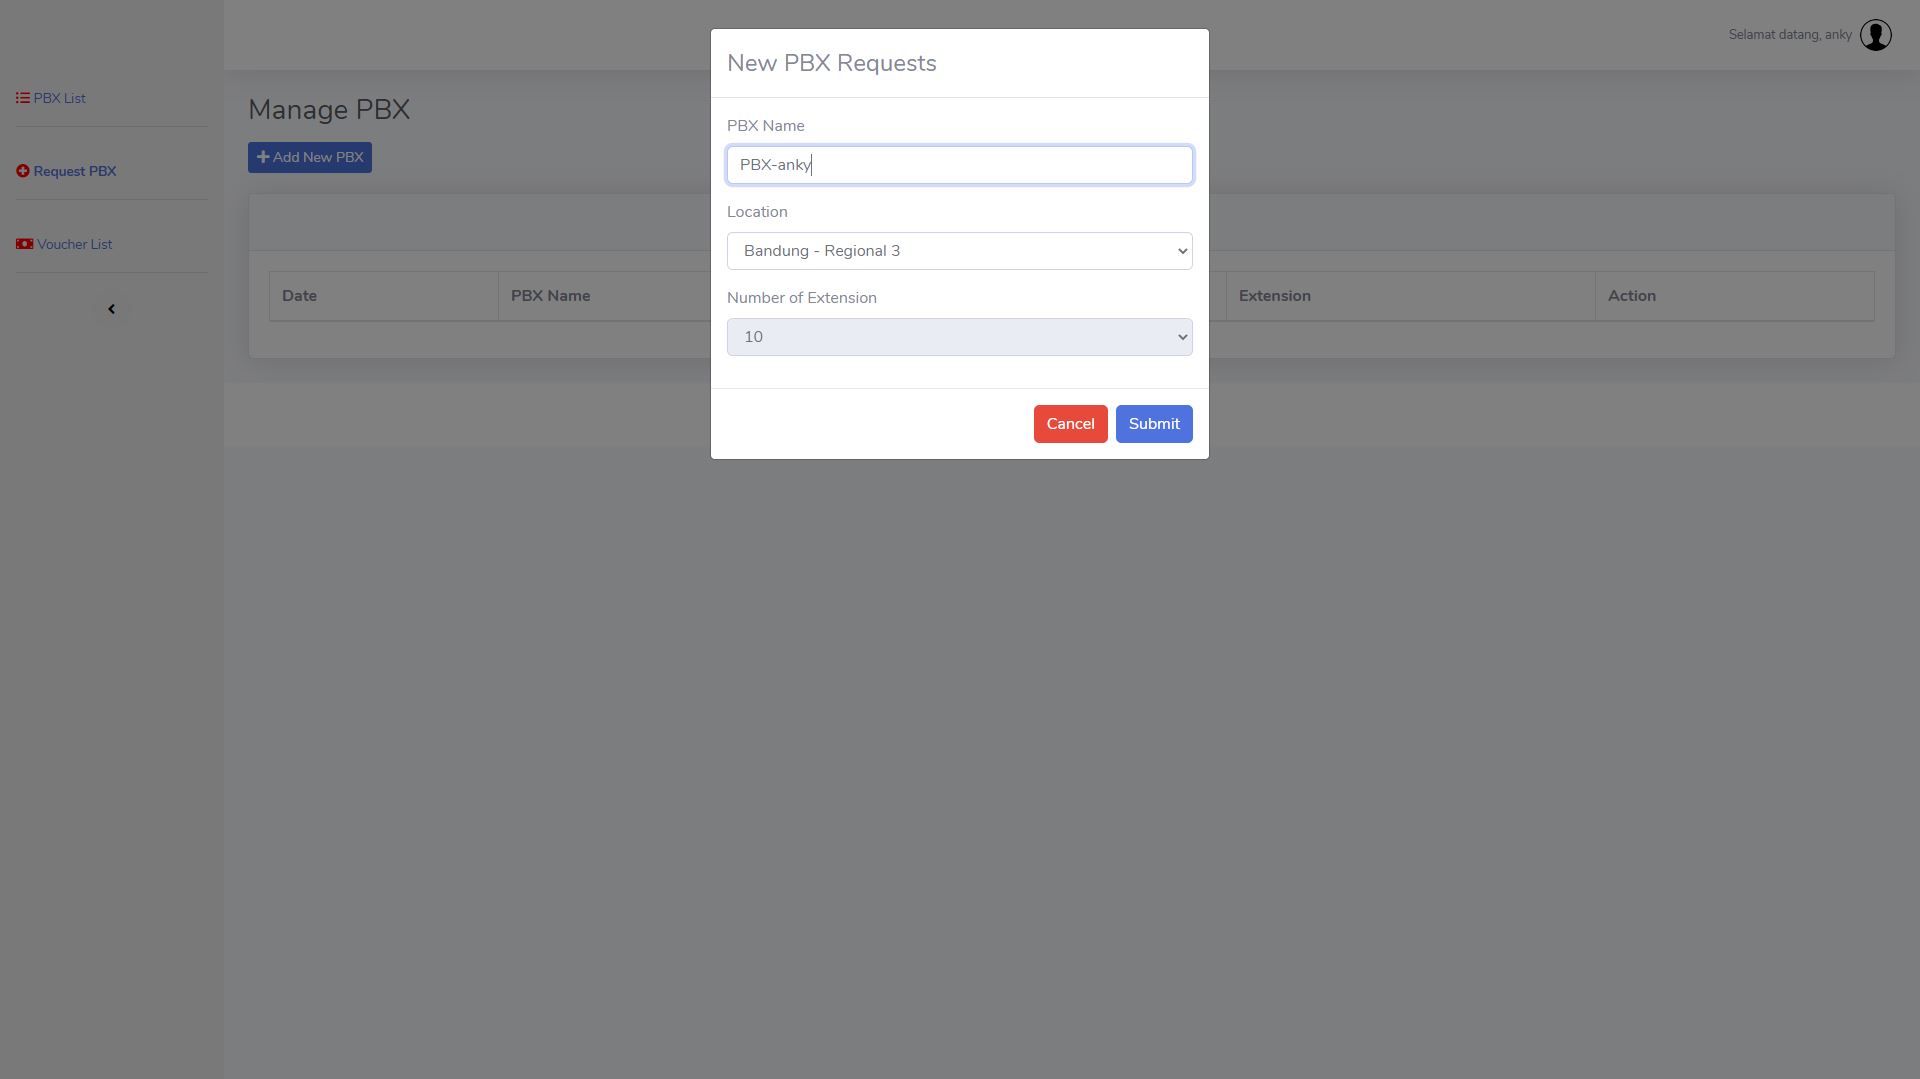 Selamat datang, anky
PBX List
Request PBX
Voucher List
Manage PBX
Add New PBX
Date
PBX Name
Extension
Action
New PBX Requests
PBX Name
PBX-anky
Location
Bandung - Regional 3
Number of Extension
10
Cancel
Submit